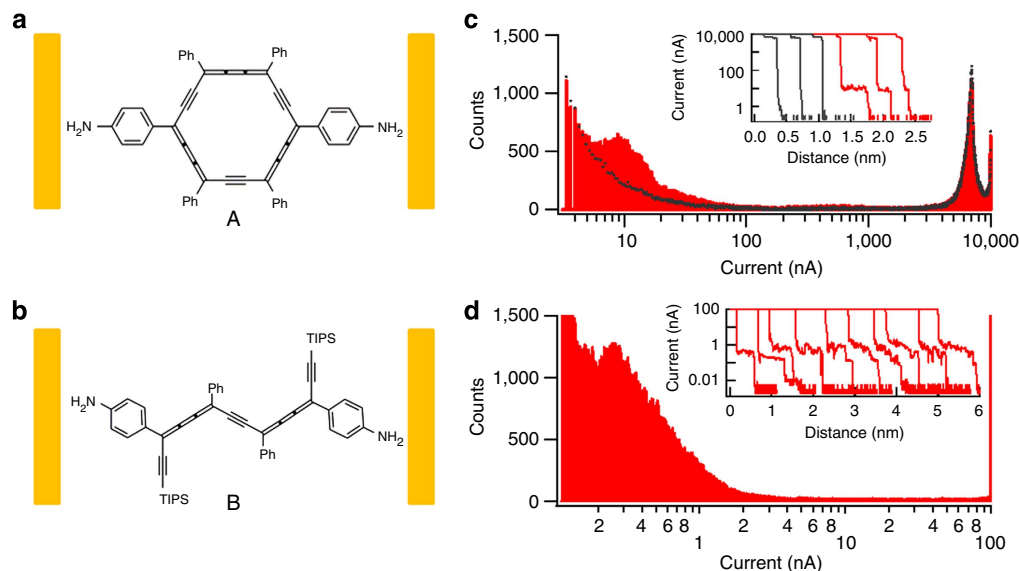 a
Ph
Ph
H2N
NH2
Ph
Ph
A
b
TIPS
Ph
H2N
NH2
Ph
TIPS
B
c
1,500
1,000
500
0
Counts
10
100
1,000
10,000
Current (nA)
10,000
100
1
Current (nA)
0.0 0.5 1.0 1.5 2.0 2.5
Distance (nm)
d
1,500
1,000
500
0
Counts
2 4 6 8 2 4 6 8 2 4 6 8
1 10 100
Current (nA)
100
1
0.01
Current (nA)
0 1 2 3 4 5 6
Distance (nm)